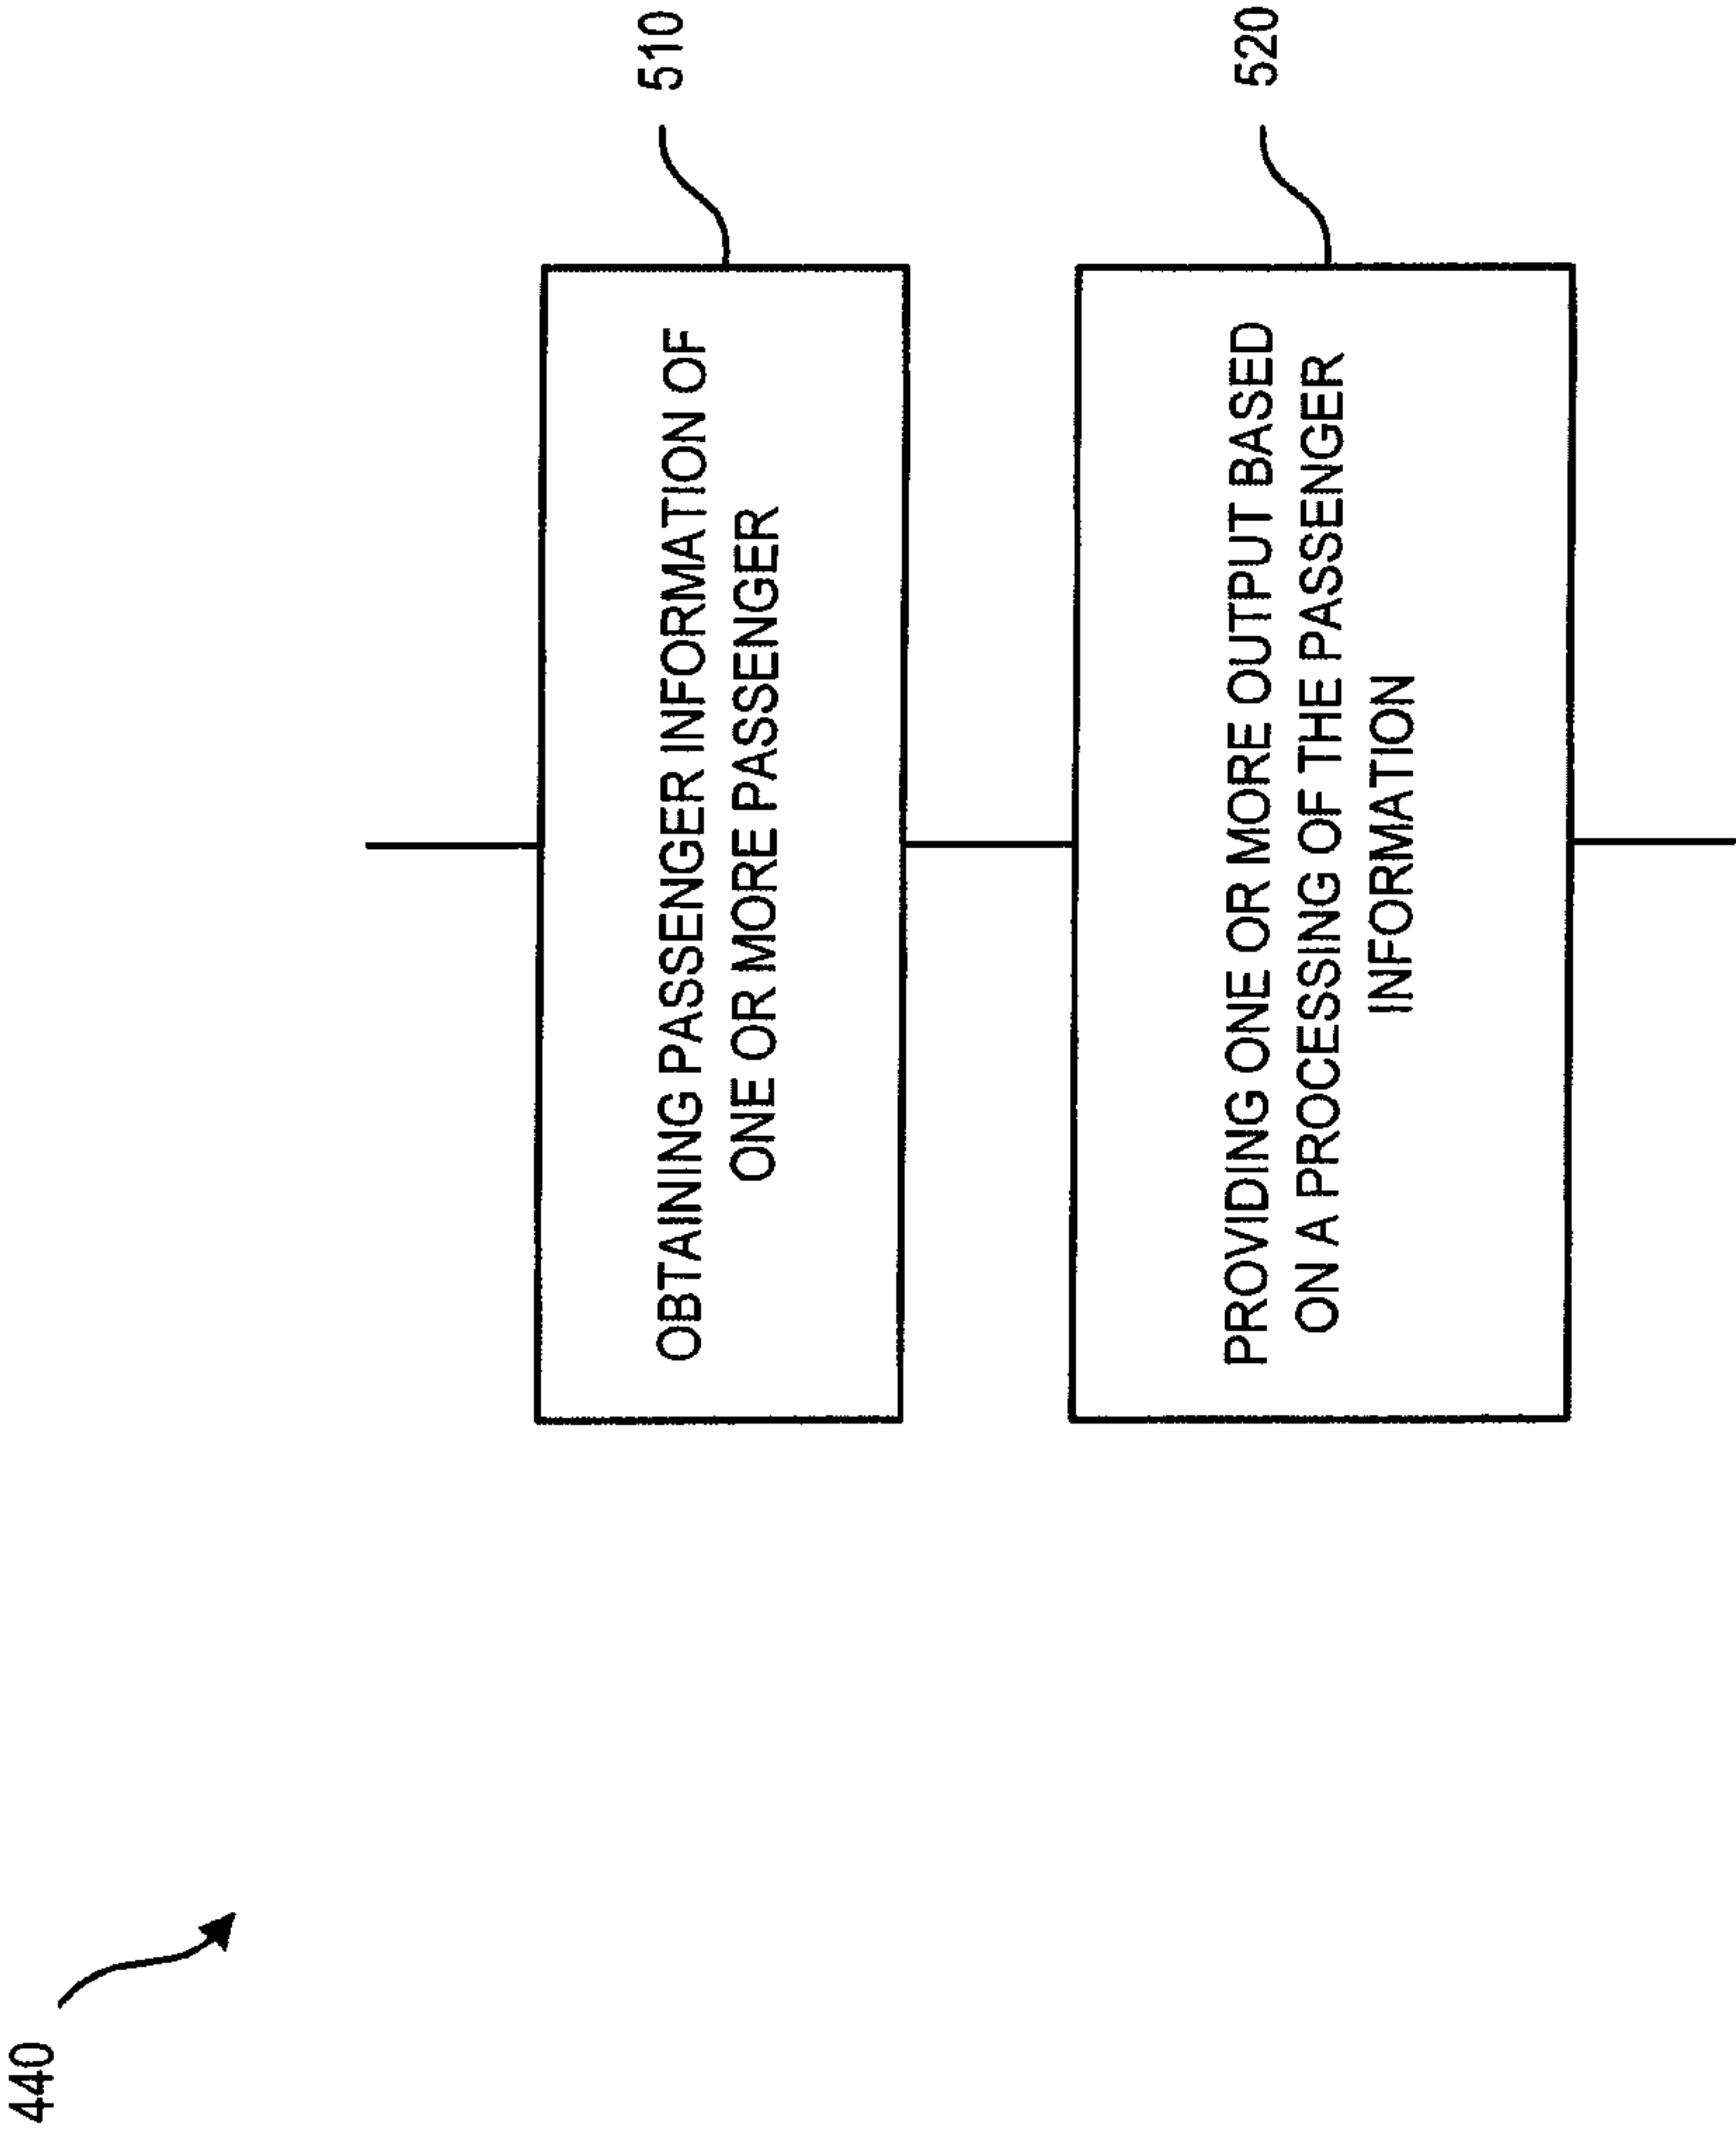 440
OBTAINING PASSENGER INFORMATION OF
ONE OR MORE PASSENGER
510
PROVIDING ONE OR MORE OUTPUT BASED
ON A PROCESSING OF THE PASSENGER
INFORMATION
520